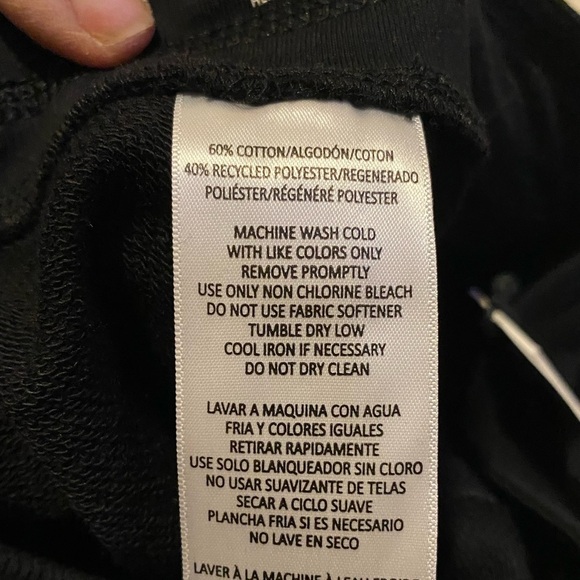 60% COTTON/ALGODÓN/COTON
40% RECYCLED POLYESTER/REGENERADO
POLIÉSTER/RÉGÉNÉRÉ POLYESTER
MACHINE WASH COLD
WITH LIKE COLORS ONLY
REMOVE PROMPTLY
USE ONLY NON CHLORINE BLEACH
DO NOT USE FABRIC SOFTENER
TUMBLE DRY LOW
COOL IRON IF NECESSARY
DO NOT DRY CLEAN
LAVAR A MAQUINA CON AGUA
FRIA Y COLORES IGUALES
RETIRAR RAPIDAMENTE
USE SOLO BLANQUEADOR SIN CLORO
NO USAR SUAVIZANTE DE TELAS
SECAR A CICLO SUAVE
PLANCHA FRIA SI ES NECESARIO
NO LAVE EN SECO
LAVER À LA MACHINE À